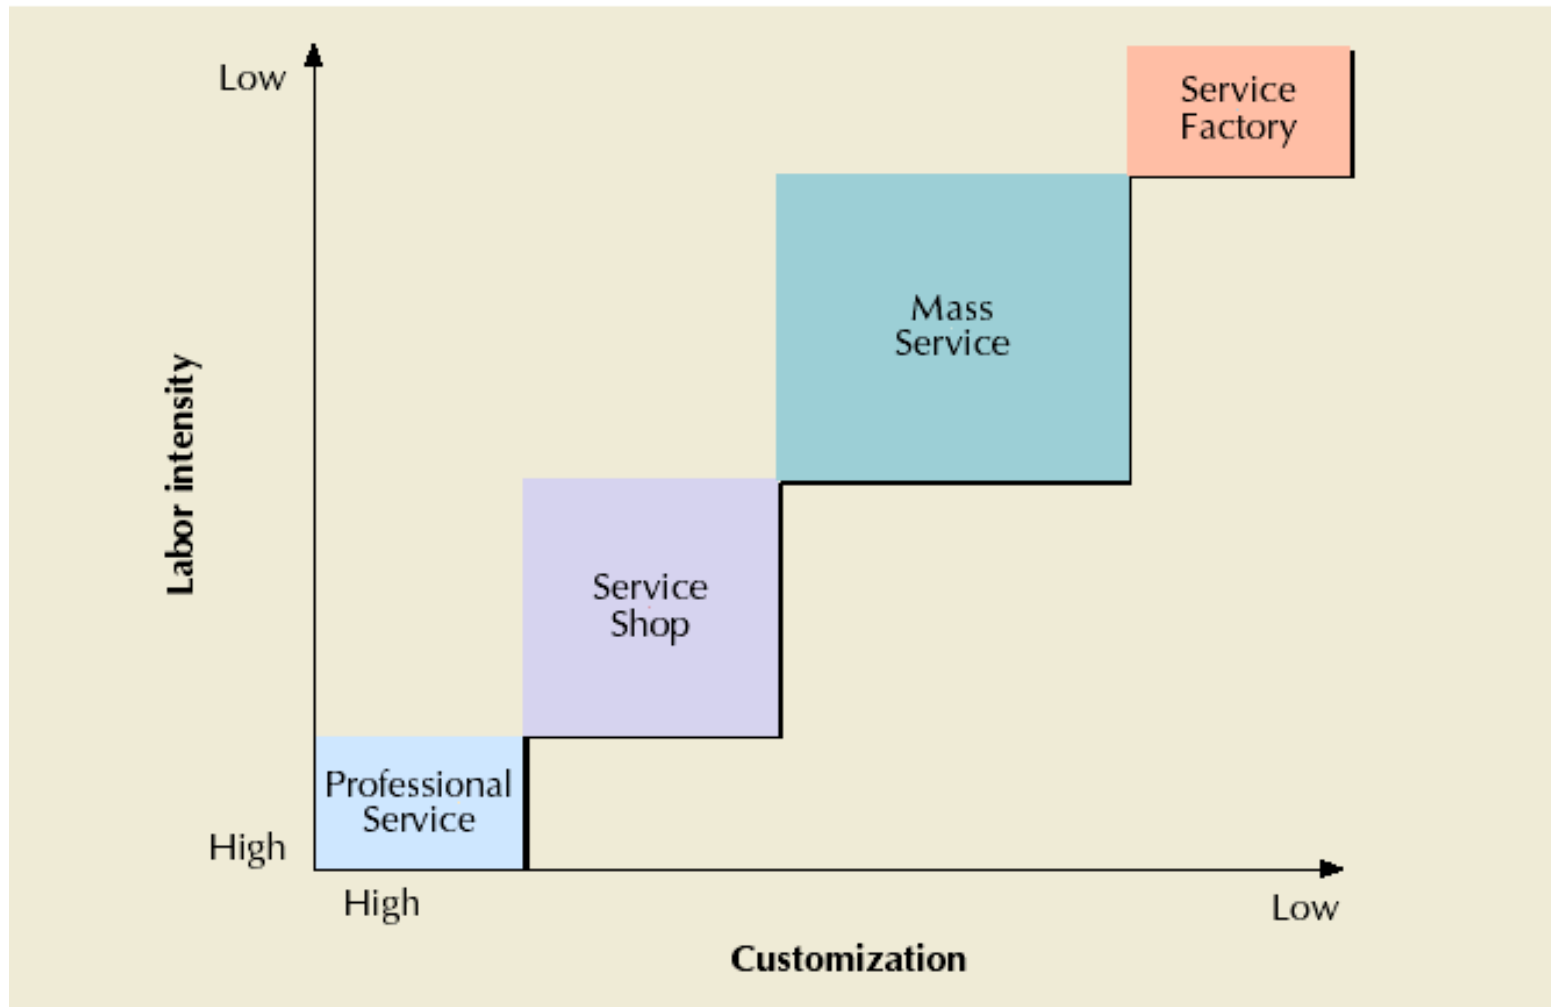 Low
Service
Factory
Mass
Service
Labor intensity
Service
Shop
Professional
Service
High
High
Low
Customization